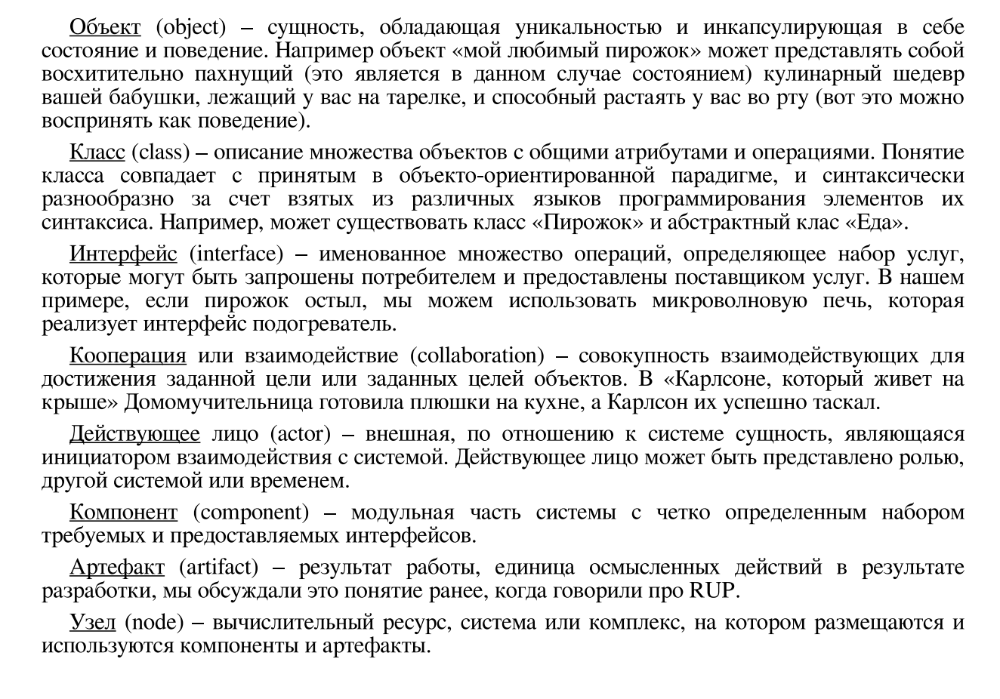 Объект (object) – сущность, обладающая уникальностью и инкапсулирующая в себе
состояние и поведение. Например объект «мой любимый пирожок» может представлять собой
восхитительно пахнущий (это является в данном случае состоянием) кулинарный шедевр
вашей бабушки, лежащий у вас на тарелке, и способный растаять у вас во рту (вот это можно
воспринять как поведение).
Класс (class) – описание множества объектов с общими атрибутами и операциями. Понятие
класса совпадает с принятым в объекто-ориентированной парадигме, и синтаксически
разнообразно за счет взятых из различных языков программирования элементов их
синтаксиса. Например, может существовать класс «Пирожок» и абстрактный клас «Еда».
Интерфейс (interface) – именованное множество операций, определяющее набор услуг,
которые могут быть запрошены потребителем и предоставлены поставщиком услуг. В нашем
примере, если пирожок остыл, мы можем использовать микроволновую печь, которая
реализует интерфейс подогреватель.
Кооперация или взаимодействие (collaboration) – совокупность взаимодействующих для
достижения заданной цели или заданных целей объектов. В «Карлсоне, который живет на
крыше» Домомучительница готовила плюшки на кухне, а Карлсон их успешно таскал.
Действующее лицо (actor) – внешная, по отношению к системе сущность, являющаяся
инициатором взаимодействия с системой. Действующее лицо может быть представлено ролью,
другой системой или временем.
Компонент (component) – модульная часть системы с четко определенным набором
требуемых и предоставляемых интерфейсов.
Артефакт (artifact) – результат работы, единица осмысленных действий в результате
разработки, мы обсуждали это понятие ранее, когда говорили про RUP.
Узел (node) – вычислительный ресурс, система или комплекс, на котором размещаются и
используются компоненты и артефакты.